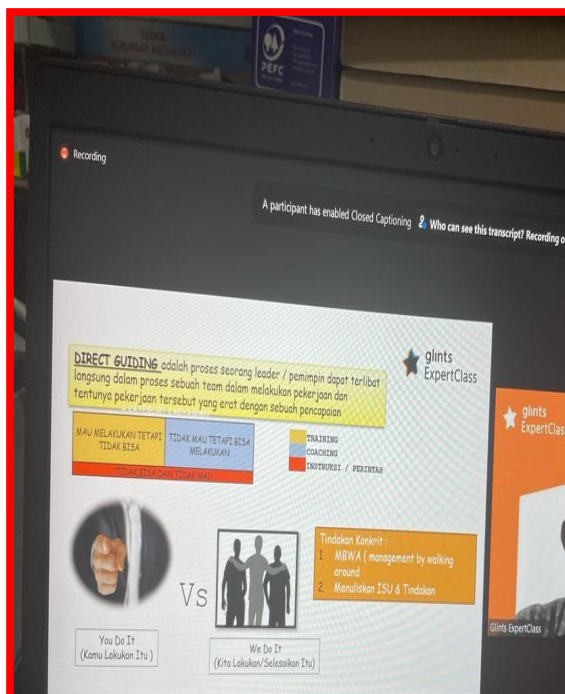 PEFC
Recording
A participant has enabled Closed Captioning Who can see this transcript? Recording o
DIRECT GUIDING adalah proses seorang leader / pemimpin dapat terlibat
langsung dalam proses sebuah team dalam melakukan pekerjaan dan
tentunya pekerjaan tersebut yang erat dengan sebuah pencapaian
glints
ExpertClass
MAU MELAKUKAN TETAPI
TIDAK BISA
TIDAK MAU TETAPI BISA
MELAKUKAN
TIDAK BISA DAN TIDAK MAU
TRAINING
COACHING
INSTRUKSI / PERINTAH
glints
ExpertClas
Vs
Tindakan Konkrit :
1. MBWA ( management by walking
around
2. Menuliskan ISU & Tindakan
You Do It
(Kamu Lakukan Itu )
We Do It
(Kita Lakukan/Selesaikan Itu)
Glints ExpertClass